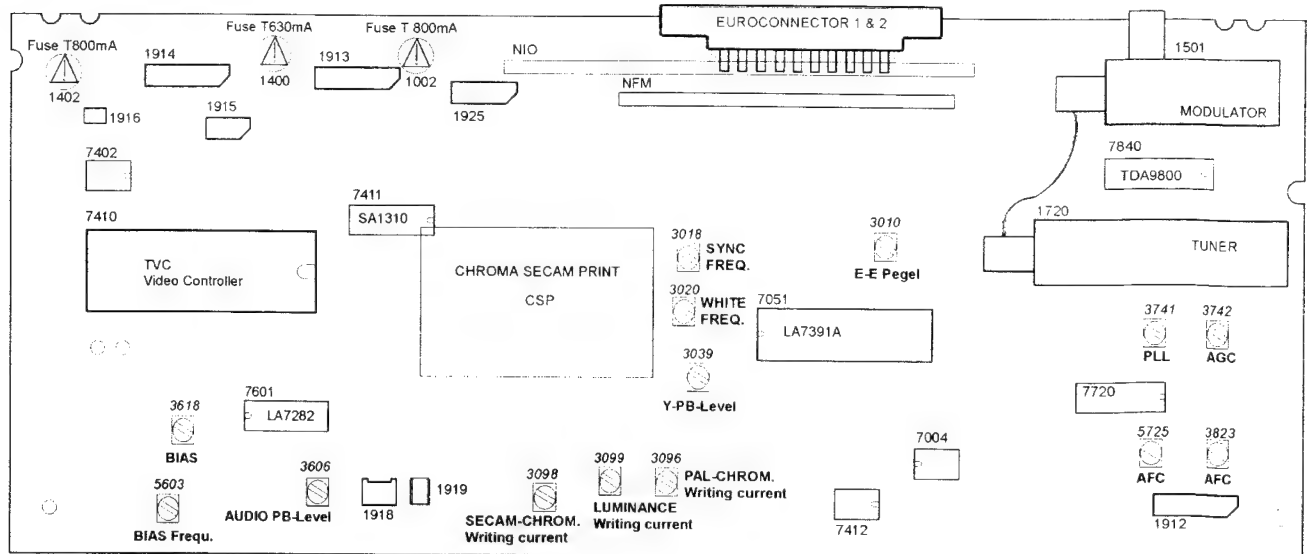 EUROCONNECTOR 1 & 2
Fuse T800mA
1402
1914
Fuse T630mA
1400
1913
Fuse T 800mA
1002
NIO
NFM
1501
MODULATOR
1916
1915
1925
7402
7840
TDA9800
7411
SA1310
7410
TVC
Video Controller
CHROMA SECAM PRINT
CSP
3018
SYNC
FREQ.
3010
E-E Pegel
1720
TUNER
3020
WHITE
FREQ.
7051
LA7391A
3741
PLL
3742
AGC
3039
Y-PB-Level
7601
LA7282
3618
BIAS
7720
5603
BIAS Frequ.
3606
AUDIO PB-Level
1918
1919
3098
SECAM-CHROM.
Writing current
3099
LUMINANCE
Writing current
3096
PAL-CHROM.
Writing current
7004
7412
5725
AFC
3823
AFC
1912